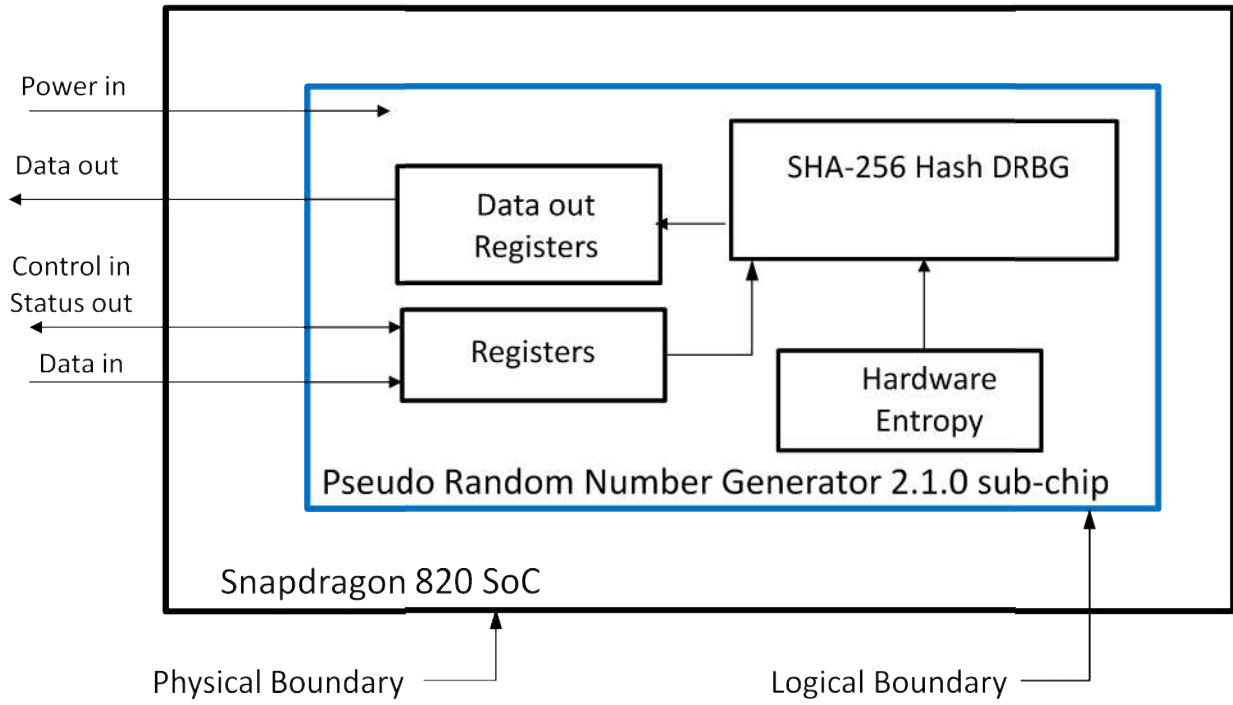 Power in
Data out
Control in
Status out
Data in
SHA-256 Hash DRBG
Data out
Registers
Registers
Hardware
Entropy
Pseudo Random Number Generator 2.1.0 sub-chip
Snapdragon 820 SoC
Physical Boundary
Logical Boundary